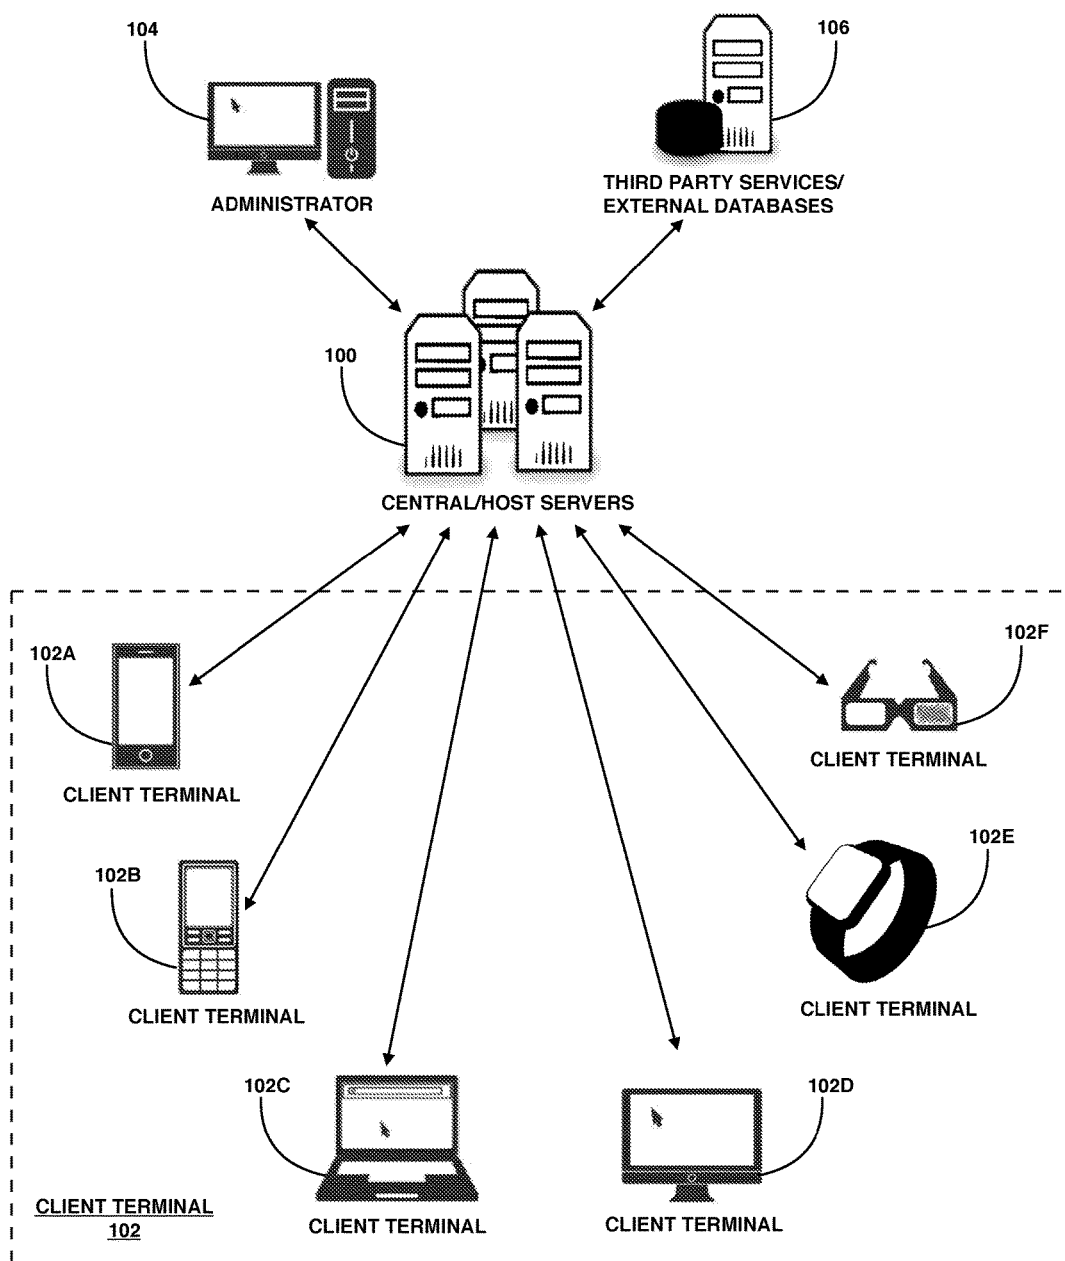 104
106
ADMINISTRATOR
THIRD PARTY SERVICES/
EXTERNAL DATABASES
100
CENTRAL/HOST SERVERS
102A
102F
CLIENT TERMINAL
CLIENT TERMINAL
102B
102E
CLIENT TERMINAL
CLIENT TERMINAL
102C
102D
CLIENT TERMINAL
102
CLIENT TERMINAL
CLIENT TERMINAL